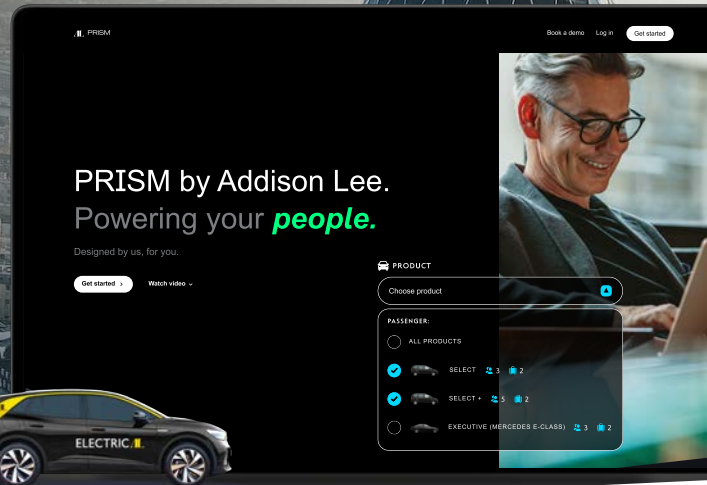 PRISM
Book a demo Log in Get started
PRISM by Addison Lee.
Powering your people.
Designed by us, for you.
Get started Watch video
PRODUCT
Choose product
PASSENGER:
ALL PRODUCTS
SELECT 3 2
SELECT + 5 2
EXECUTIVE (MERCEDES E-CLASS) 3 2
ELECTRIC